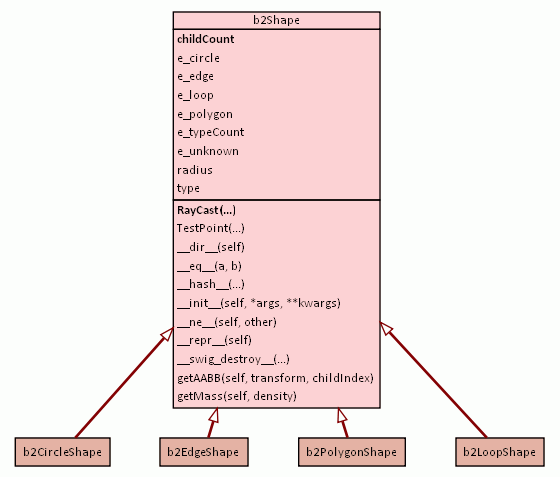 b2Shape
childCount
e_circle
e_edge
e_loop
e_polygon
e_typeCount
e_unknown
radius
type
RayCast(...)
TestPoint(...)
__dir__(self)
__eq__(a, b)
__hash__(...)
__init__(self, *args, **kwargs)
__ne__(self, other)
__repr__(self)
__swig_destroy__(...)
getAABB(self, transform, childIndex)
getMass(self, density)
b2CircleShape
b2EdgeShape
b2PolygonShape
b2LoopShape